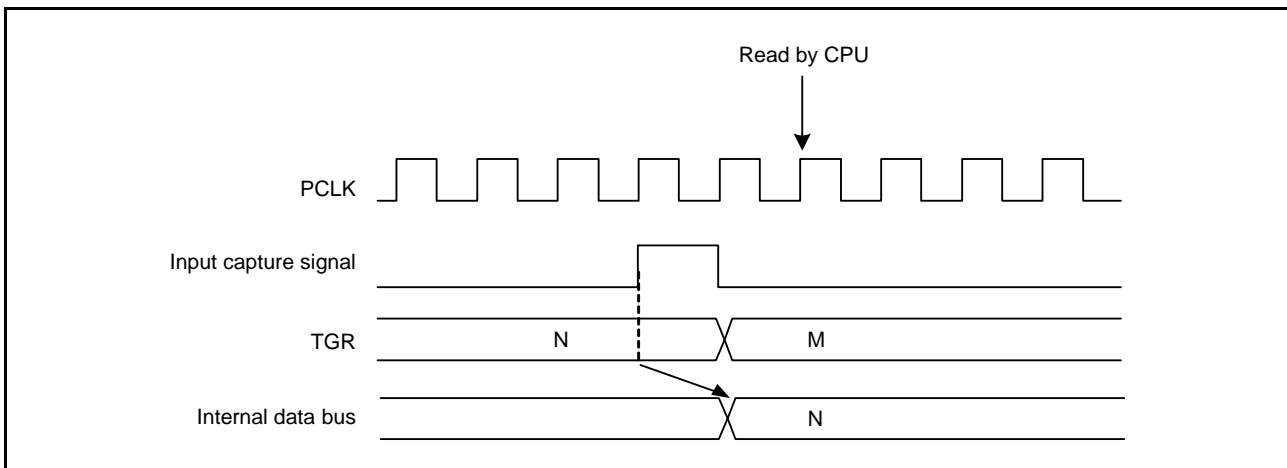 Read by CPU
PCLK
Input capture signal
TGR N M
Internal data bus N